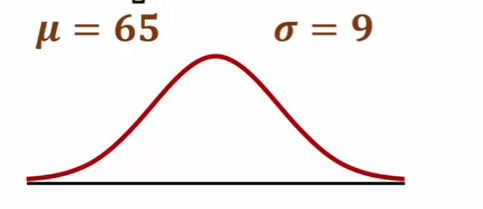 μ = 65 σ = 9